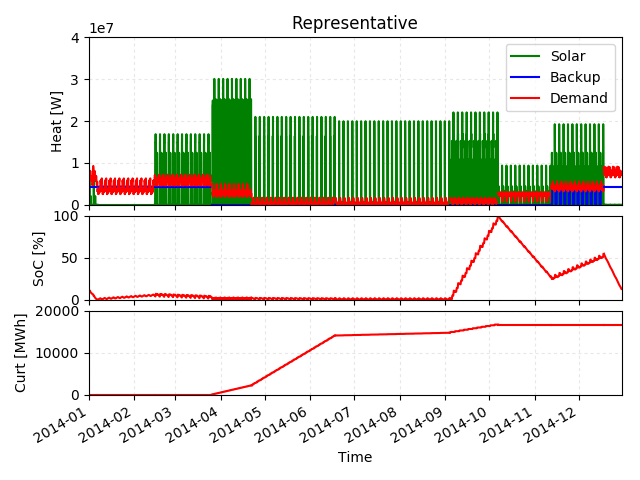 Representative
1e7
4
3
2
1
0
Heat [W]
Solar
Backup
Demand
100
50
0
SoC [%]
20000
10000
0
Curt [MWh]
2014-01
2014-02
2014-03
2014-04
2014-05
2014-06
2014-07
2014-08
2014-09
2014-10
2014-11
2014-12
Time